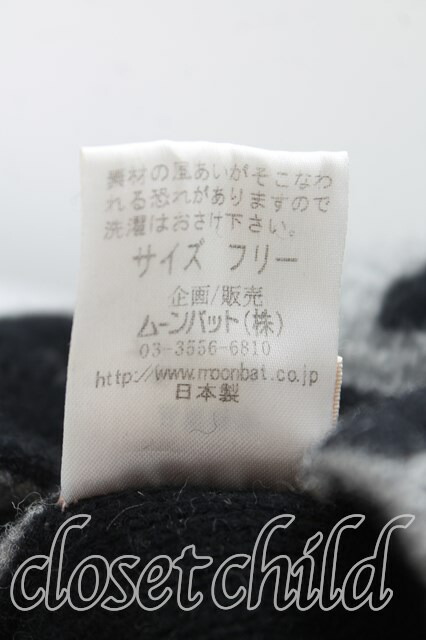 素材の風あいがそこなわ
れる恐れがありますので
洗濯はおさけ下さい。
サイズ フリー
企画/販売
ムーンバット(株)
03-3556-6810
http://www.moonbat.co.jp
日本製
closet child